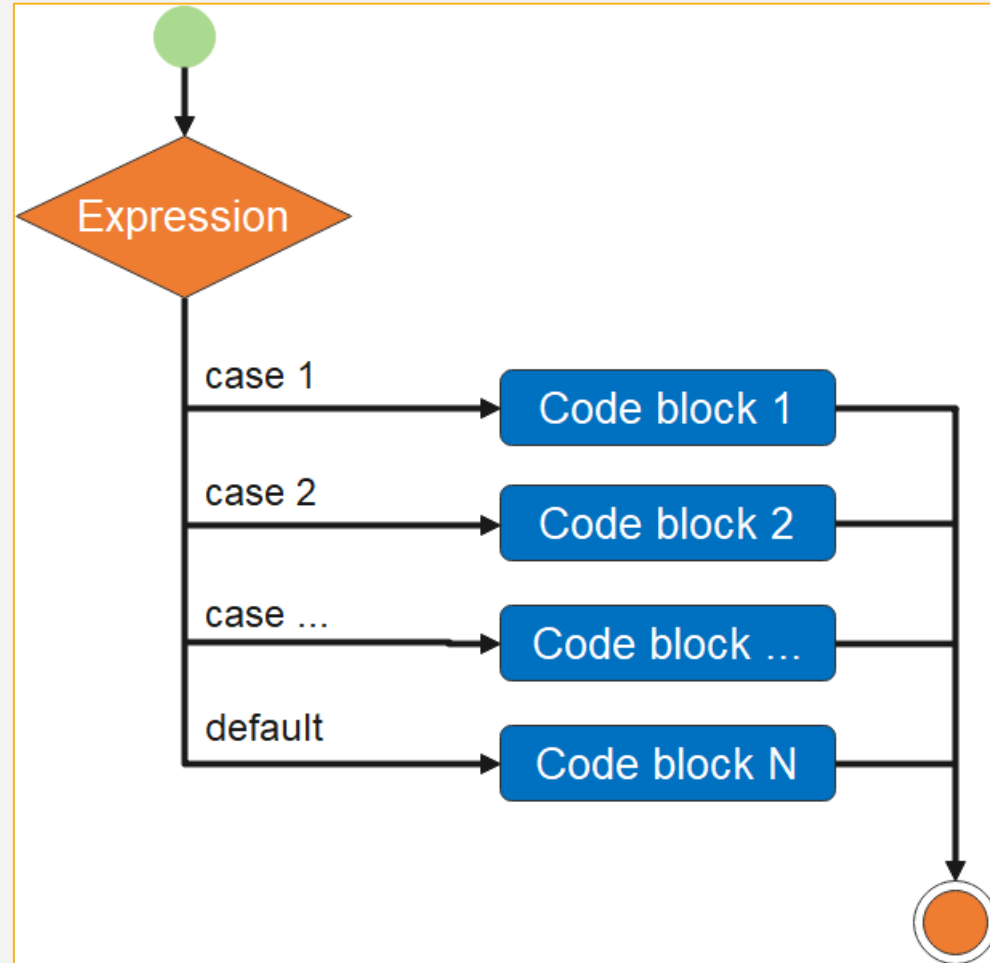 Expression
case 1
Code block 1
case 2
Code block 2
case ...
Code block ...
default
Code block N